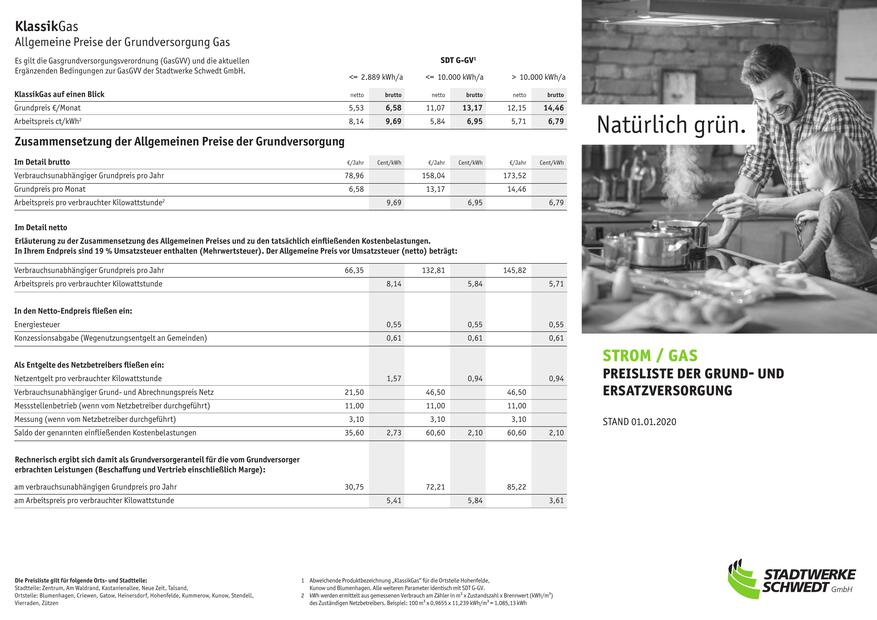 KlassikGas
Allgemeine Preise der Grundversorgung Gas
Es gilt die Gasgrundversorgungsverordnung (GasGVV) und die aktuellen
Ergänzenden Bedingungen zur GasGVV der Stadtwerke Schwedt GmbH.
SDT G-GV¹
<= 2.889 kWh/a <= 10.000 kWh/a > 10.000 kWh/a
KlassikGas auf einen Blick netto brutto netto brutto netto brutto
Grundpreis €/Monat 5,53 6,58 11,07 13,17 12,15 14,46
Arbeitspreis ct/kWh² 8,14 9,69 5,84 6,95 5,71 6,79
Zusammensetzung der Allgemeinen Preise der Grundversorgung
Im Detail brutto €/Jahr Cent/kWh €/Jahr Cent/kWh €/Jahr Cent/kWh
Verbrauchsunabhängiger Grundpreis pro Jahr 78,96 158,04 173,52
Grundpreis pro Monat 6,58 13,17 14,46
Arbeitspreis pro verbrauchter Kilowattstunde² 9,69 6,95 6,79
Im Detail netto
Erläuterung zu der Zusammensetzung des Allgemeinen Preises und zu den tatsächlich einfließenden Kostenbelastungen.
In Ihrem Endpreis sind 19 % Umsatzsteuer enthalten (Mehrwertsteuer). Der Allgemeine Preis vor Umsatzsteuer (netto) beträgt:
Verbrauchsunabhängiger Grundpreis pro Jahr 66,35 132,81 145,82
Arbeitspreis pro verbrauchter Kilowattstunde 8,14 5,84 5,71
In den Netto-Endpreis fließen ein:
Energiesteuer 0,55 0,55 0,55
Konzessionsabgabe (Wegenutzungsentgelt an Gemeinden) 0,61 0,61 0,61
Als Entgelte des Netzbetreibers fließen ein:
Netzentgelt pro verbrauchter Kilowattstunde 1,57 0,94 0,94
Verbrauchsunabhängiger Grund- und Abrechnungspreis Netz 21,50 46,50 46,50
Messstellenbetrieb (wenn vom Netzbetreiber durchgeführt) 11,00 11,00 11,00
Messung (wenn vom Netzbetreiber durchgeführt) 3,10 3,10 3,10
Saldo der genannten einfließenden Kostenbelastungen 35,60 2,73 60,60 2,10 60,60 2,10
Rechnerisch ergibt sich damit als Grundversorgeranteil für die vom Grundversorger
erbrachten Leistungen (Beschaffung und Vertrieb einschließlich Marge):
am verbrauchsunabhängigen Grundpreis pro Jahr 30,75 72,21 85,22
am Arbeitspreis pro verbrauchter Kilowattstunde 5,41 5,84 3,61
Die Preisliste gilt für folgende Orts- und Stadtteile:
Stadtteile: Zentrum, Am Waldrand, Kastanienallee, Neue Zeit, Talsand,
Ortsteile: Blumenhagen, Criewen, Gatow, Heinersdorf, Hohenfelde, Kummerow, Kunow, Stendell,
Vierraden, Zützen
1 Abweichende Produktbezeichnung „KlassikGas“ für die Ortsteile Hohenfelde,
Kunow und Blumenhagen. Alle weiteren Parameter identisch mit SDT G-GV.
2 kWh werden ermittelt aus gemessenen Verbrauch am Zähler in m³ x Zustandszahl x Brennwert (kWh/m³)
des Zuständigen Netzbetreibers. Beispiel: 100 m³ x 0,9655 x 11,239 kWh/m³ = 1.085,13 kWh
Natürlich grün.
STROM / GAS
PREISLISTE DER GRUND- UND
ERSATZVERSORGUNG
STAND 01.01.2020
STADTWERKE
SCHWEDT GmbH